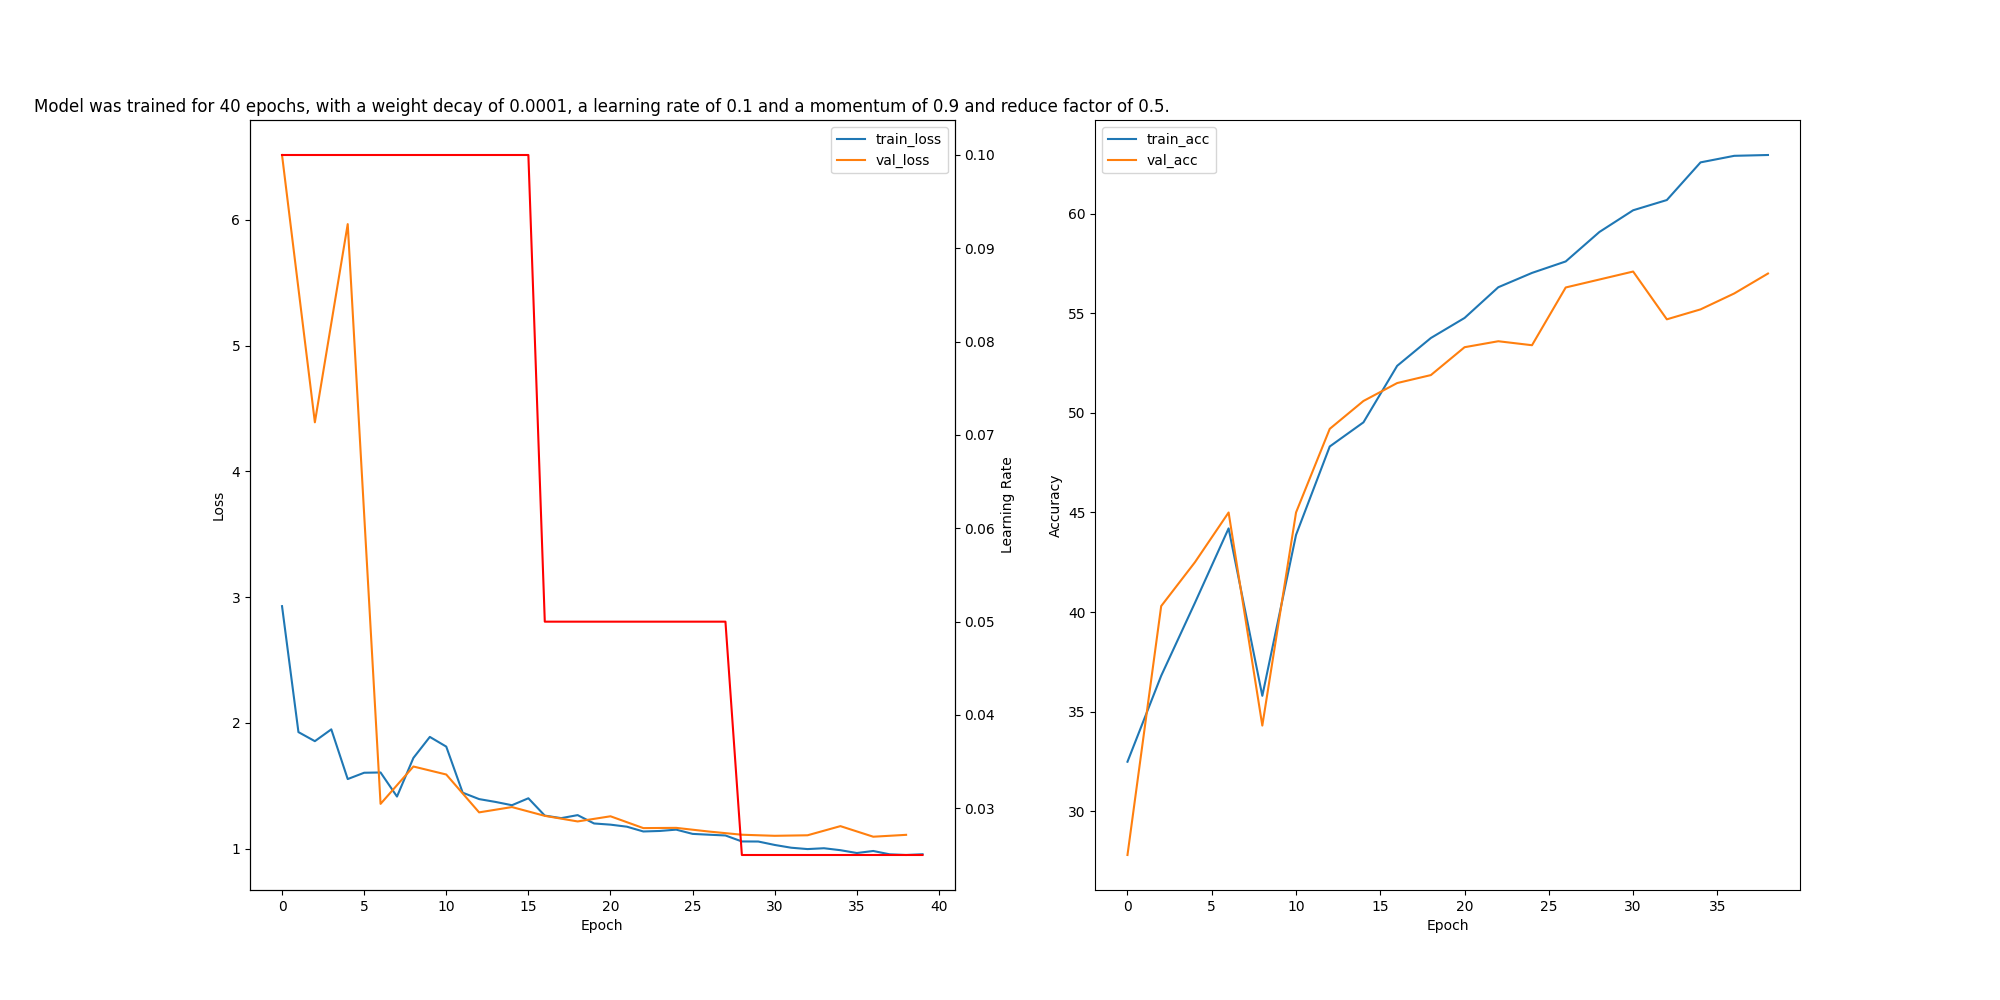 Model was trained for 40 epochs, with a weight decay of 0.0001, a learning rate of 0.1 and a momentum of 0.9 and reduce factor of 0.5.
train_loss
val_loss
6
5
4
3
2
1
Loss
0.10
0.09
0.08
0.07
0.06
0.05
0.04
0.03
Learning Rate
0 5 10 15 20 25 30 35 40
Epoch
train_acc
val_acc
60
55
50
45
40
35
30
Accuracy
0 5 10 15 20 25 30 35
Epoch